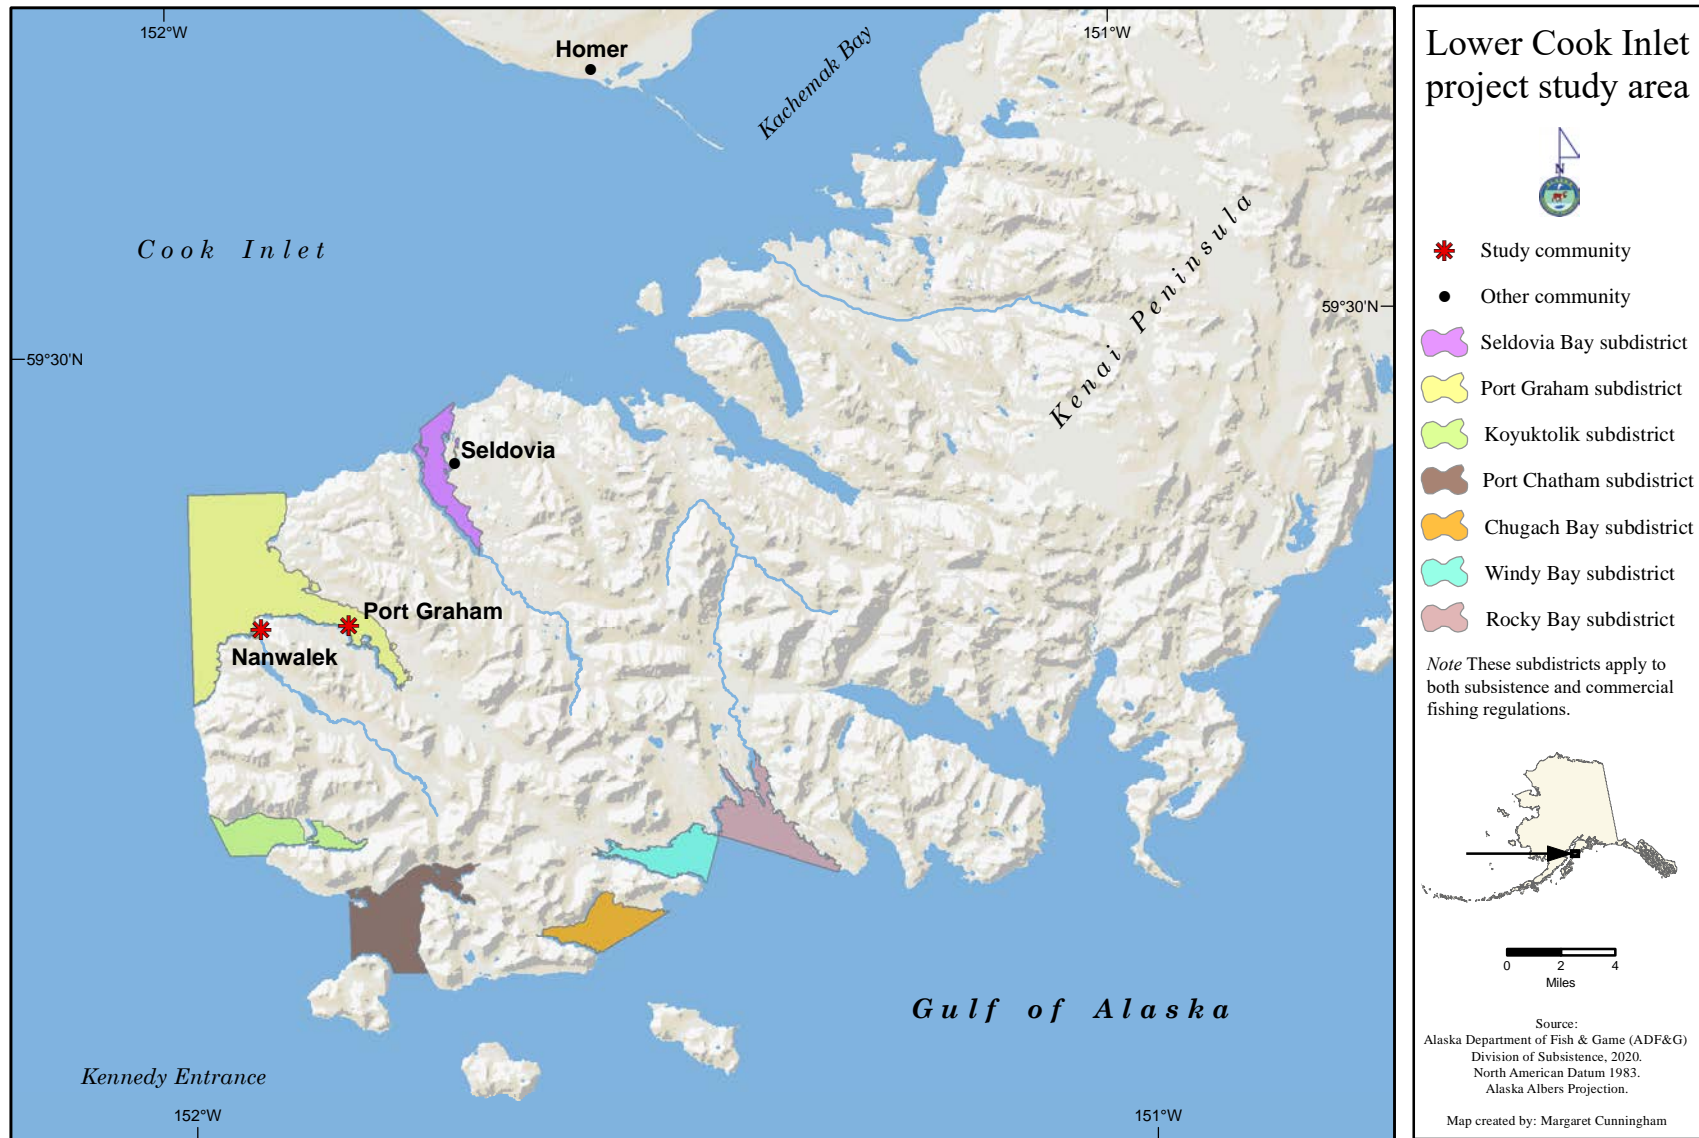 152°W
151°W
Homer
Kachemak Bay
Cook Inlet
Kenai Peninsula
59°30'N
59°30'N
Seldovia
Port Graham
Nanwalek
Gulf of Alaska
Kennedy Entrance
152°W
151°W
Lower Cook Inlet
project study area
N
Study community
Other community
Seldovia Bay subdistrict
Port Graham subdistrict
Koyuktolik subdistrict
Port Chatham subdistrict
Chugach Bay subdistrict
Windy Bay subdistrict
Rocky Bay subdistrict
Note These subdistricts apply to
both subsistence and commercial
fishing regulations.
0 2 4
Miles
Source:
Alaska Department of Fish & Game (ADF&G)
Division of Subsistence, 2020.
North American Datum 1983.
Alaska Albers Projection.
Map created by: Margaret Cunningham